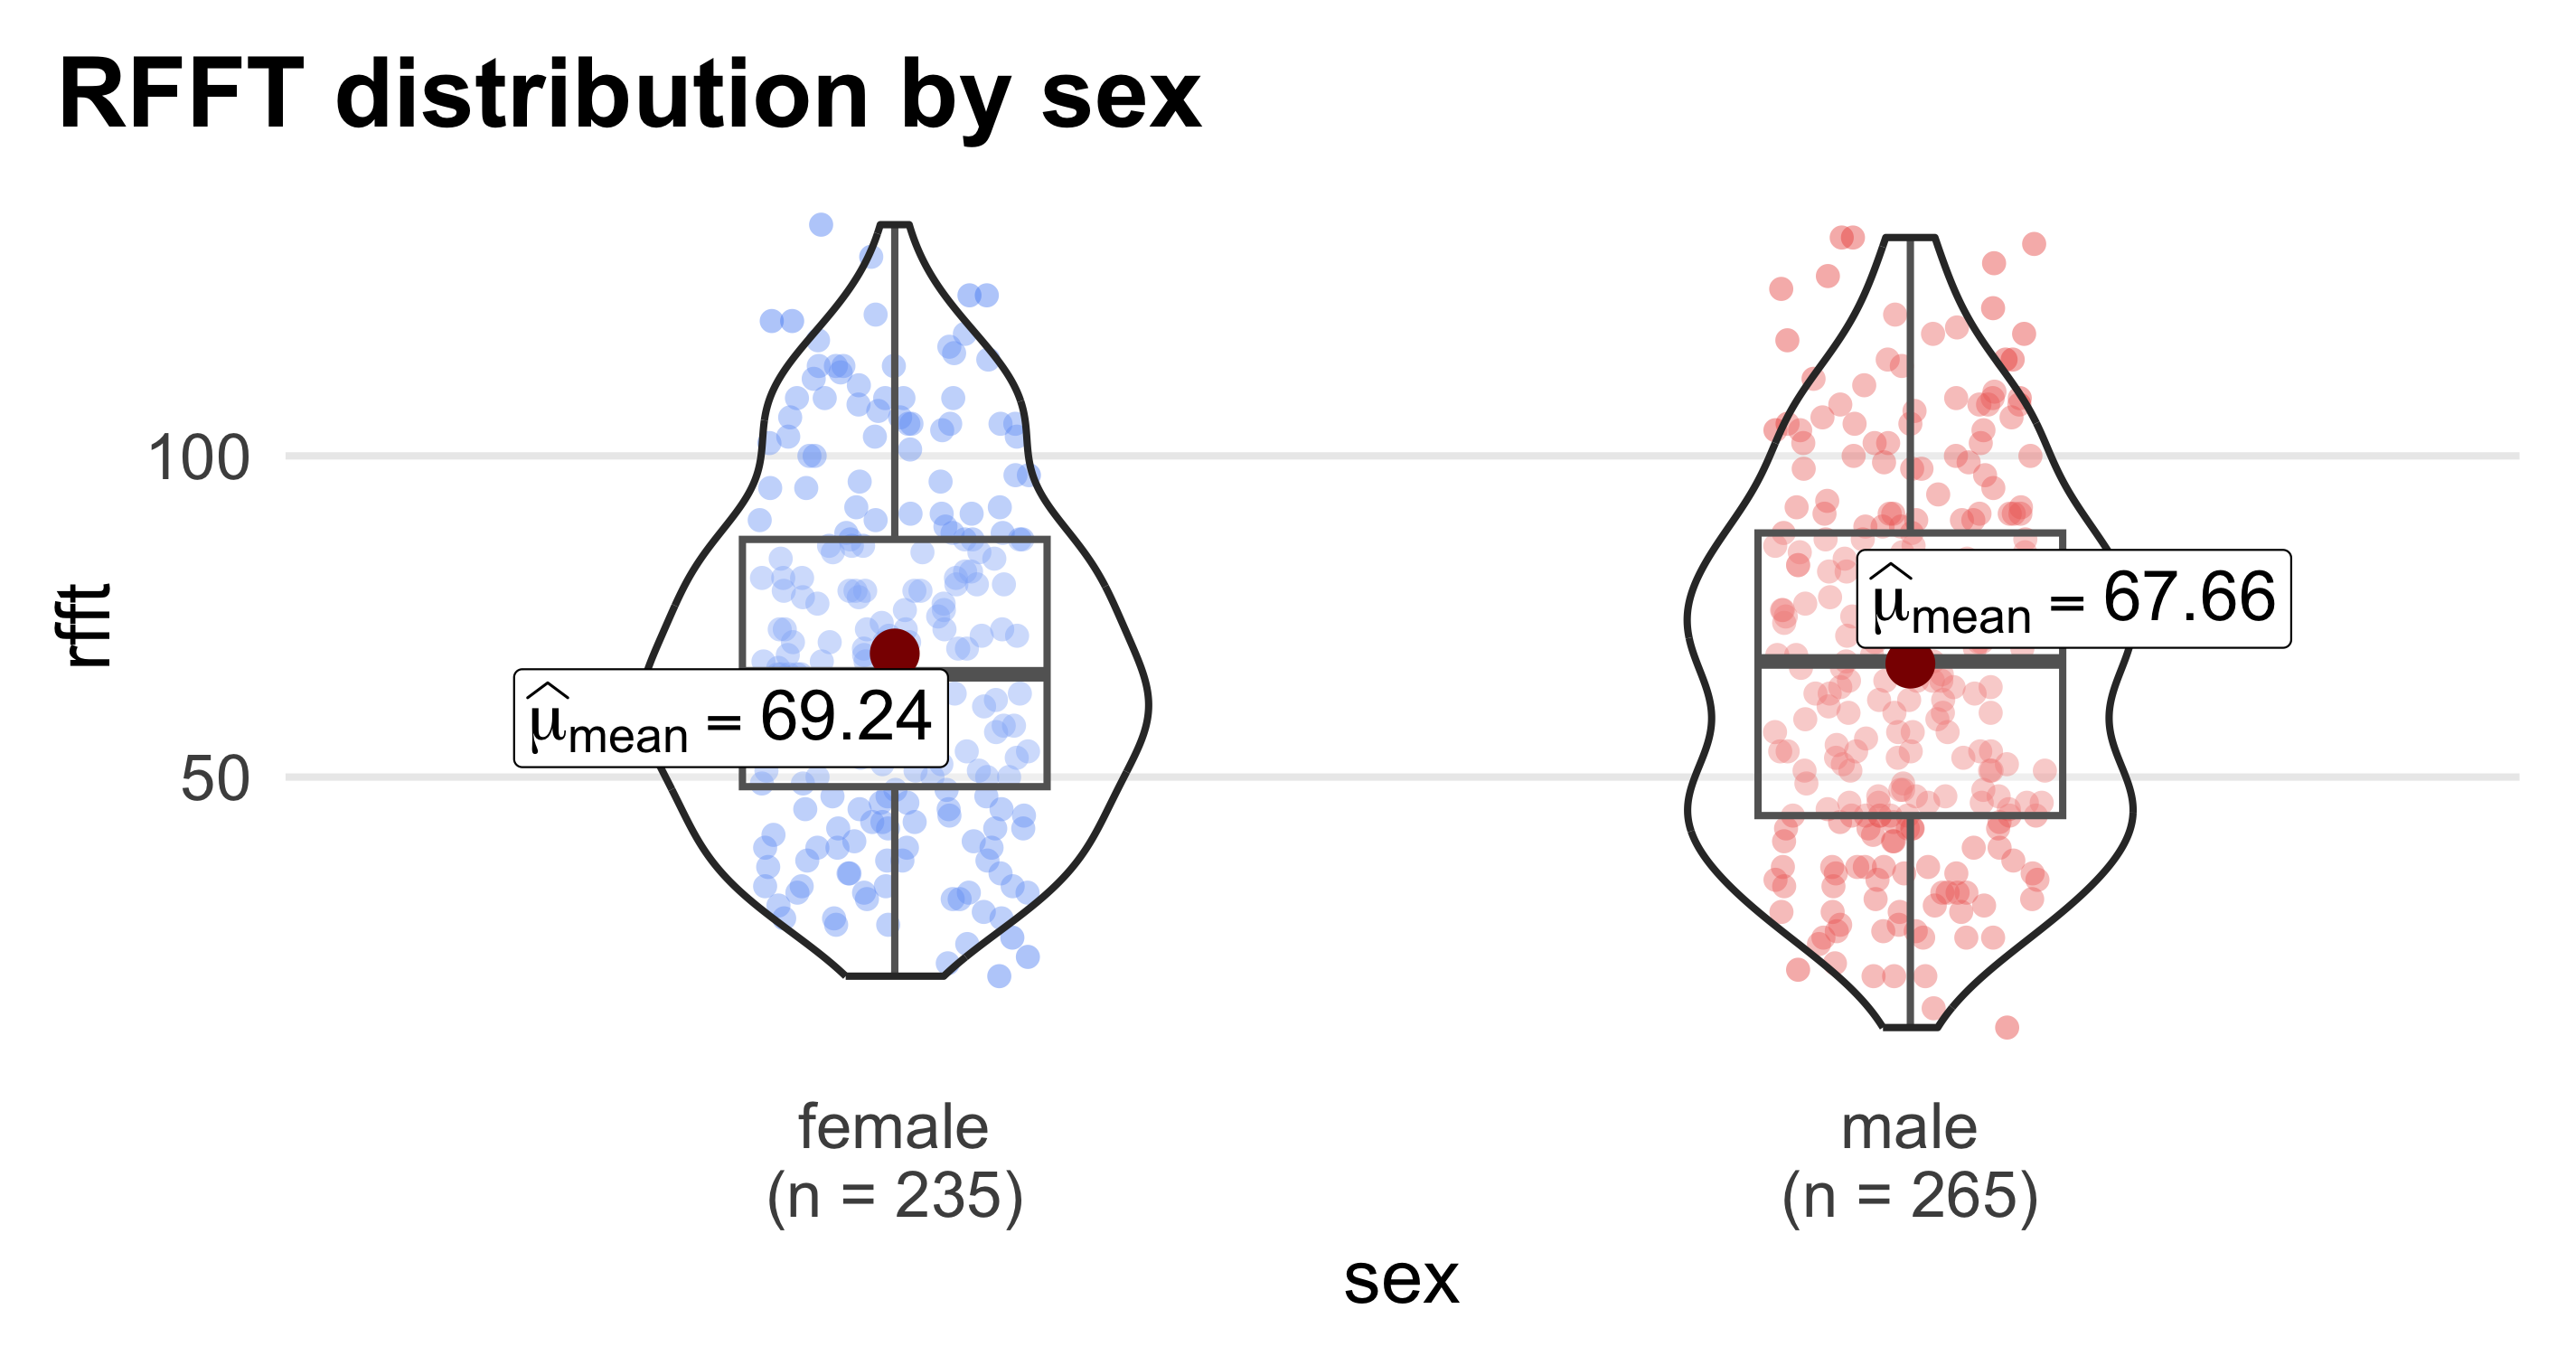 RFFT distribution by sex
rfft
100
50
μ̂mean = 69.24
μ̂mean = 67.66
female
(n = 235)
male
(n = 265)
sex